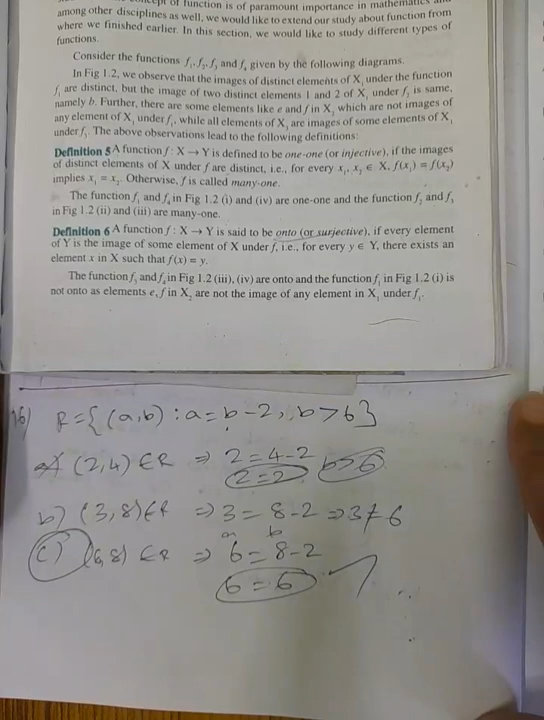 function is of paramount importance in mathematics
among other disciplines as well, we would like to extend our study about function from
where we finished earlier. In this section, we would like to study different types of
functions.
Consider the functions f₁, f₂, f₃ and f₄ given by the following diagrams.
In Fig 1.2, we observe that the images of distinct elements of X₁ under the function
f₁ are distinct, but the image of two distinct elements 1 and 2 of X₁ under f₂ is same,
namely b. Further, there are some elements like e and f in X₂ which are not images of
any element of X₁ under f₁, while all elements of X₃ are images of some elements of X₁
under f₃. The above observations lead to the following definitions:
Definition 5 A function f : X → Y is defined to be one-one (or injective), if the images
of distinct elements of X under f are distinct, i.e., for every x₁, x₂ ∈ X, f(x₁) = f(x₂)
implies x₁ = x₂. Otherwise, f is called many-one.
The function f₁ and f₄ in Fig 1.2 (i) and (iv) are one-one and the function f₂ and f₃
in Fig 1.2 (ii) and (iii) are many-one.
Definition 6 A function f : X → Y is said to be onto (or surjective), if every element
of Y is the image of some element of X under f, i.e., for every y ∈ Y, there exists an
element x in X such that f(x) = y.
The function f₃ and f₄ in Fig 1.2 (iii), (iv) are onto and the function f₁ in Fig 1.2 (i) is
not onto as elements e, f in X₂ are not the image of any element in X₁ under f₁.
16) R = {(a,b) : a = b-2, b>6}
a) (2,4) ∈ R ⇒ 2 = 4-2 b>6
2 = 2
b) (3,8) ∈ R ⇒ 3 = 8-2 ⇒ 3 ≠ 6
a b
c) (6,8) ∈ R ⇒ 6 = 8-2
6 = 6